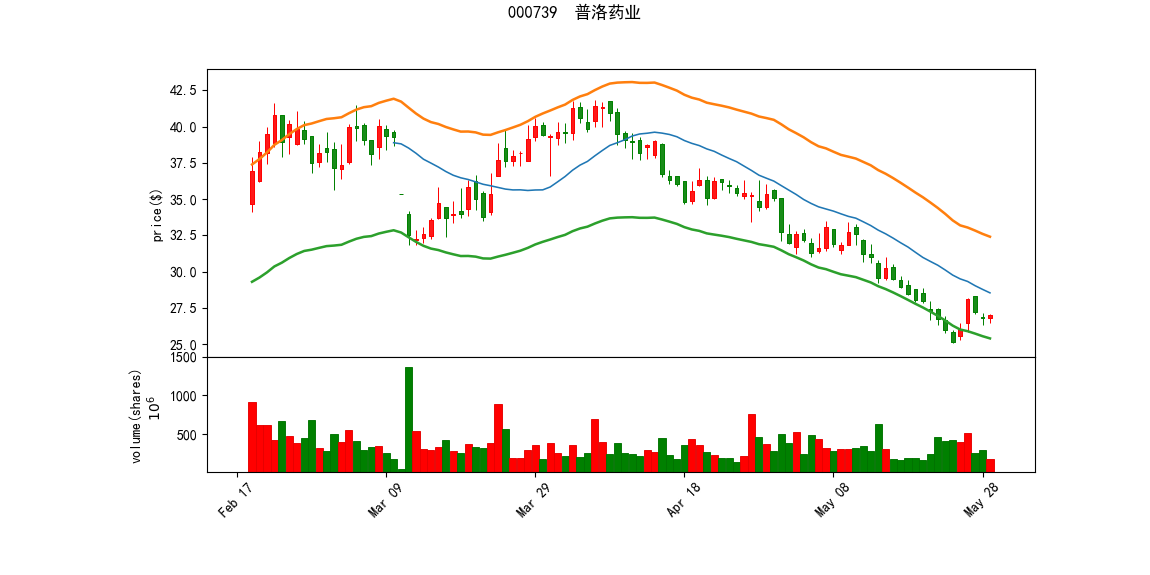 000739 普洛药业
price($)
42.5
40.0
37.5
35.0
32.5
30.0
27.5
25.0
volume(shares)
10^6
1500
1000
500
Feb 17
Mar 09
Mar 29
Apr 18
May 08
May 28